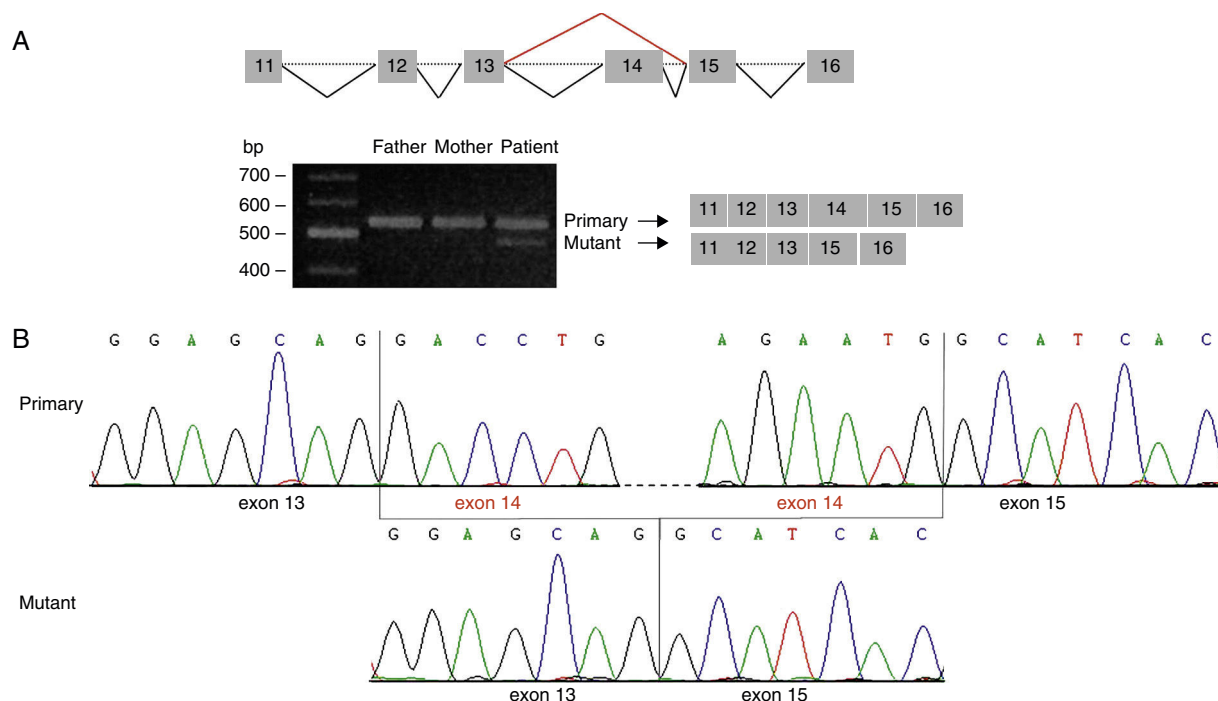 A
11 12 13 14 15 16
bp Father Mother Patient
700 –
600 –
500 –
400 –
Primary
Mutant
11 12 13 14 15 16
11 12 13 15 16
B
G G A G C A G G A C C T G A G A A T G G C A T C A C
Primary
exon 13 exon 14 exon 14 exon 15
G G A G C A G G C A T C A C
Mutant
exon 13 exon 15